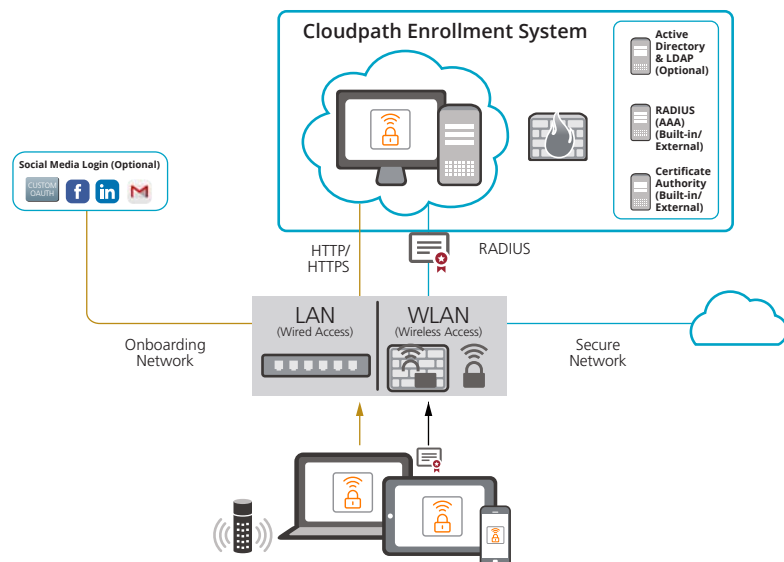 Cloudpath Enrollment System
Active
Directory
& LDAP
(Optional)
RADIUS
(AAA)
(Built-in/
External)
Certificate
Authority
(Built-in/
External)
Social Media Login (Optional)
CUSTOM
OAUTH
f
in
M
HTTP/
HTTPS
RADIUS
LAN
(Wired Access)
WLAN
(Wireless Access)
Onboarding
Network
Secure
Network